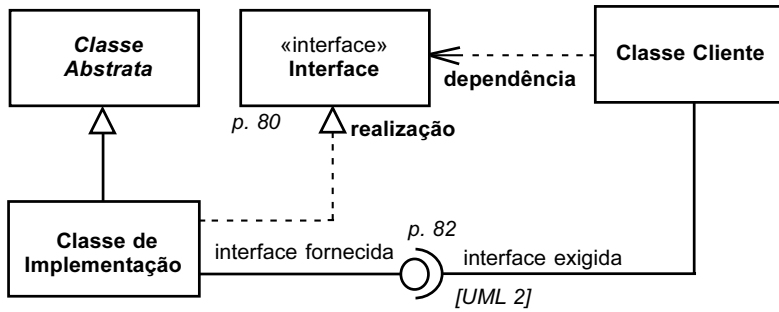 Classe
Abstrata
«interface»
Interface
Classe Cliente
dependência
p. 80
realização
Classe de
Implementação
interface fornecida
p. 82
interface exigida
[UML 2]